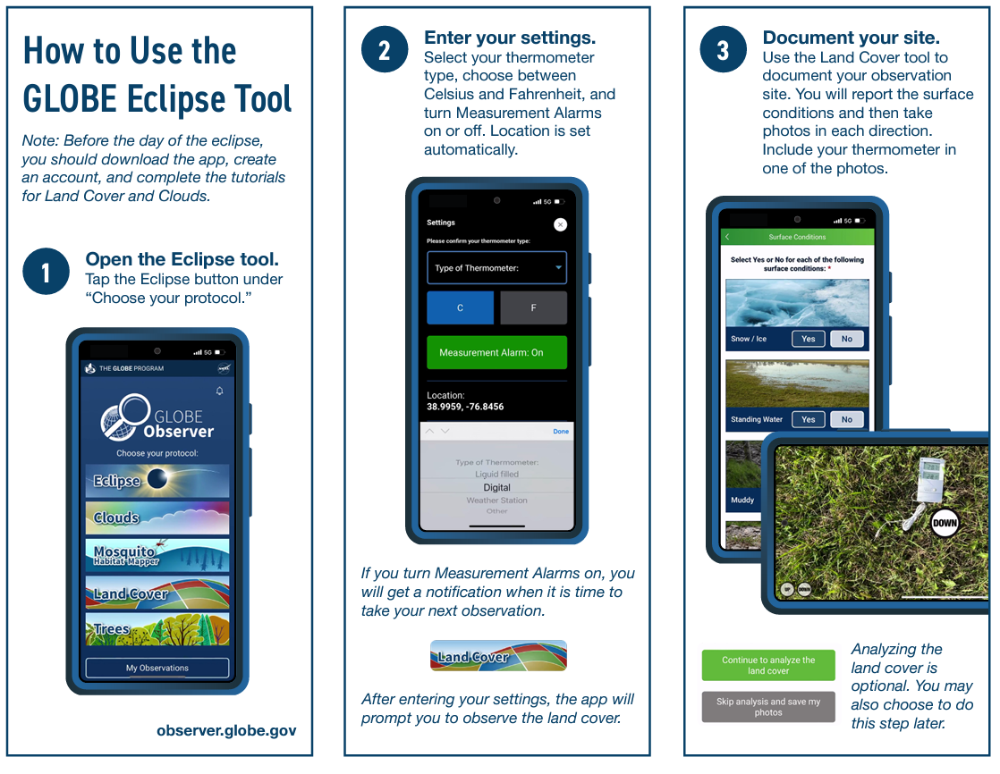 How to Use the
GLOBE Eclipse Tool
Note: Before the day of the eclipse,
you should download the app, create
an account, and complete the tutorials
for Land Cover and Clouds.
1
Open the Eclipse tool.
Tap the Eclipse button under
“Choose your protocol.”
5G
THE GLOBE PROGRAM
NASA
GLOBE
Observer
Choose your protocol:
Eclipse
Clouds
Mosquito
Habitat Mapper
Land Cover
Trees
My Observations
observer.globe.gov
2
Enter your settings.
Select your thermometer
type, choose between
Celsius and Fahrenheit, and
turn Measurement Alarms
on or off. Location is set
automatically.
5G
Settings
Please confirm your thermometer type:
Type of Thermometer:
C F
Measurement Alarm: On
Location:
38.9959, -76.8456
Done
Type of Thermometer:
Liquid filled
Digital
Weather Station
Other
If you turn Measurement Alarms on, you
will get a notification when it is time to
take your next observation.
Land Cover
After entering your settings, the app will
prompt you to observe the land cover.
3
Document your site.
Use the Land Cover tool to
document your observation
site. You will report the surface
conditions and then take
photos in each direction.
Include your thermometer in
one of the photos.
5G
Surface Conditions
Select Yes or No for each of the following
surface conditions: *
Snow / Ice Yes No
Standing Water Yes No
Muddy
DOWN
UP DOWN
Continue to analyze the
land cover
Skip analysis and save my
photos
Analyzing the
land cover is
optional. You may
also choose to do
this step later.